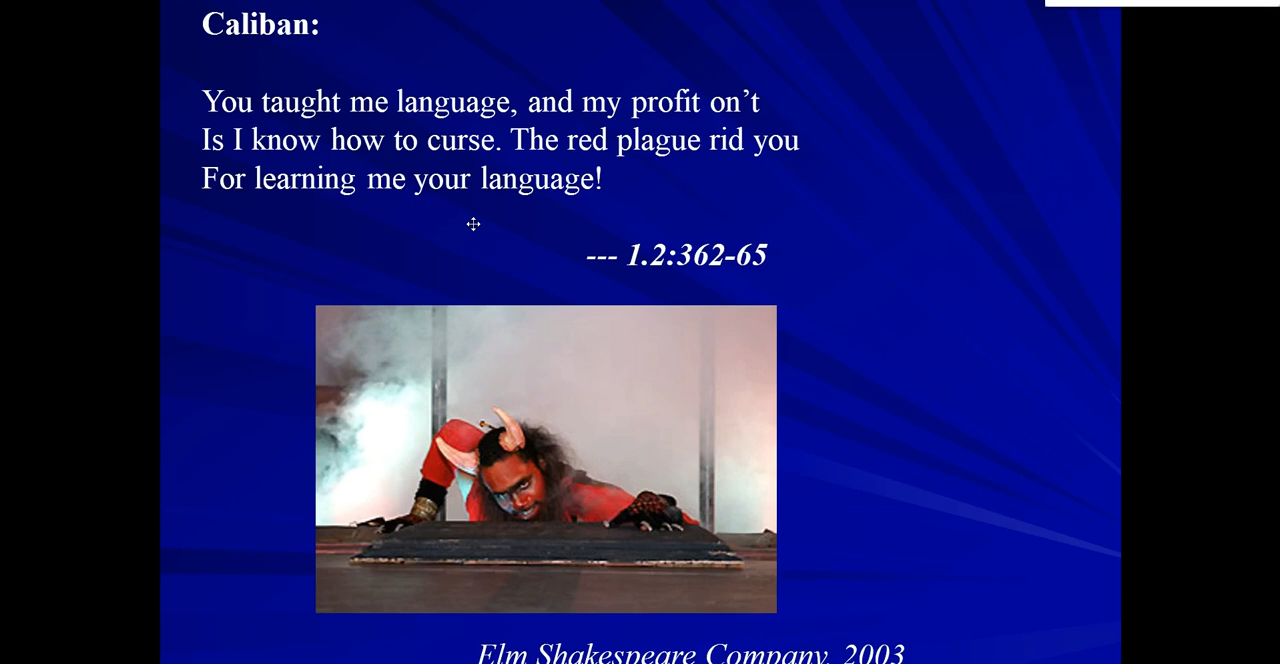 Caliban:
You taught me language, and my profit on’t
Is I know how to curse. The red plague rid you
For learning me your language!
--- 1.2:362-65
Elm Shakespeare Company, 2003